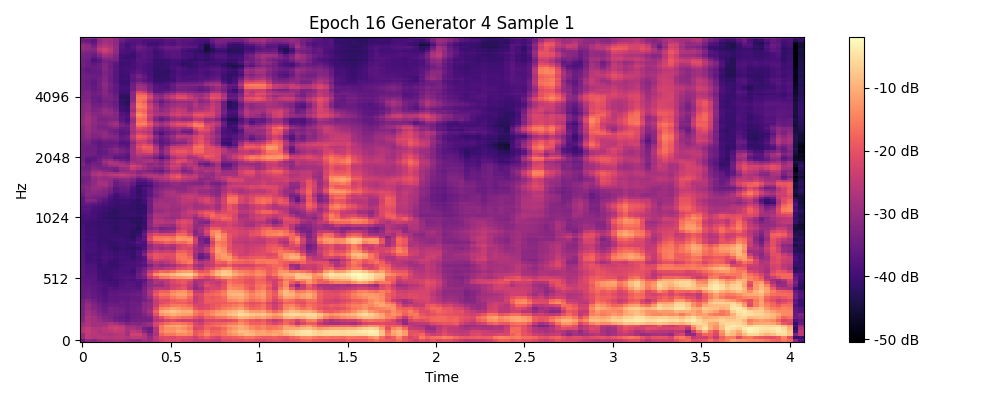 Epoch 16 Generator 4 Sample 1
Hz
4096
2048
1024
512
0
0 0.5 1 1.5 2 2.5 3 3.5 4
Time
-10 dB
-20 dB
-30 dB
-40 dB
-50 dB